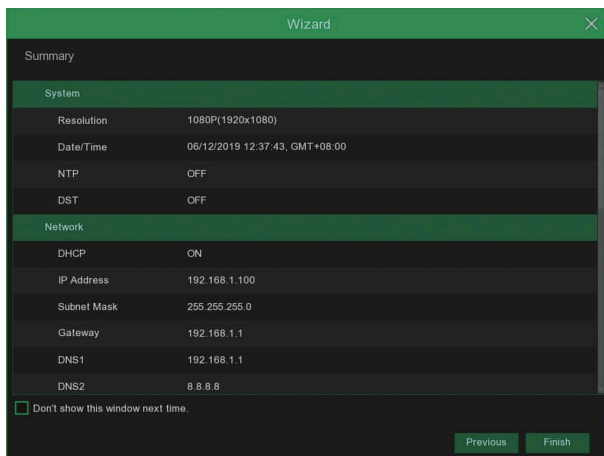 Wizard
Summary
System
Resolution 1080P(1920x1080)
Date/Time 06/12/2019 12:37:43, GMT+08:00
NTP OFF
DST OFF
Network
DHCP ON
IP Address 192.168.1.100
Subnet Mask 255.255.255.0
Gateway 192.168.1.1
DNS1 192.168.1.1
DNS2 8.8.8.8
Don't show this window next time.
Previous Finish